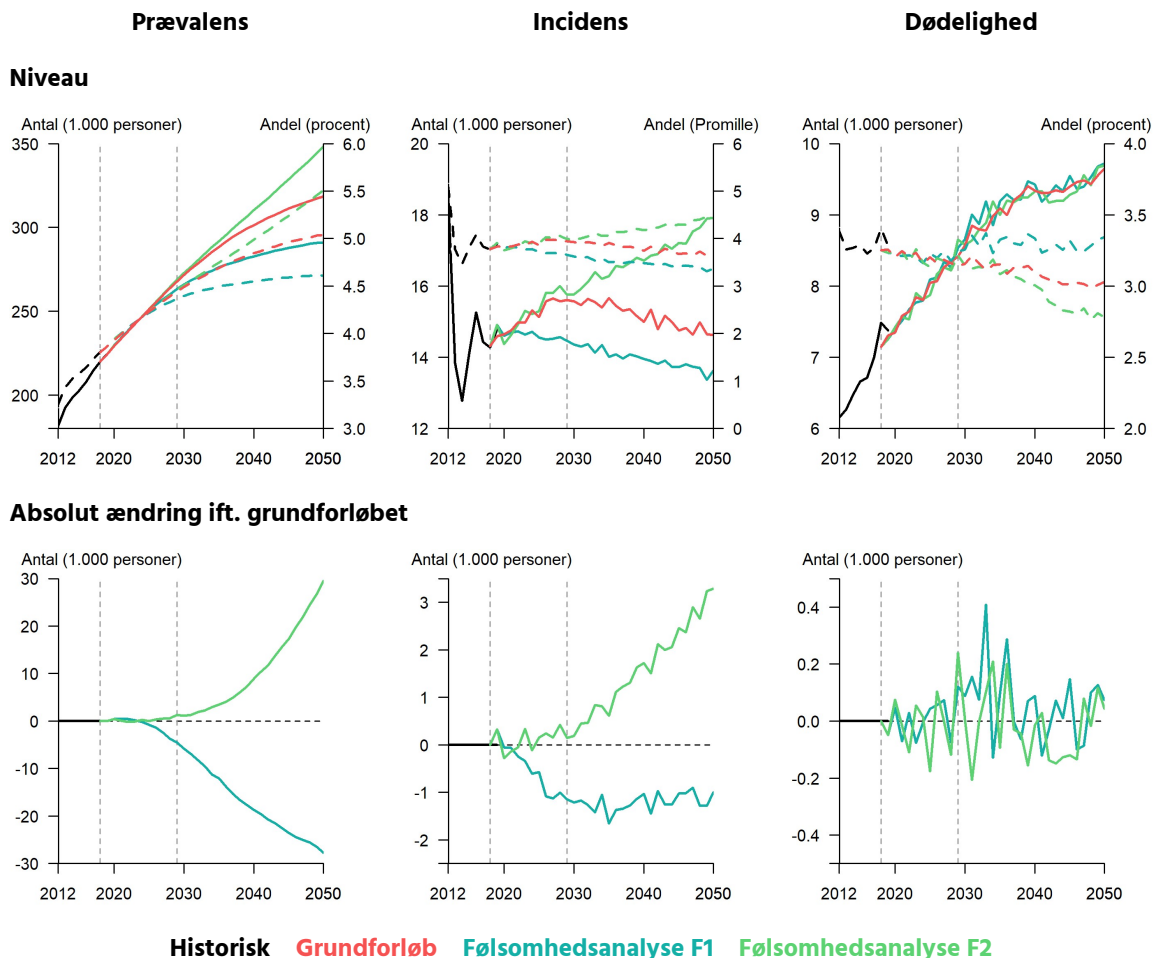 Prævalens Incidens Dødelighed
Niveau
Antal (1.000 personer) Andel (procent) Antal (1.000 personer) Andel (Promille) Antal (1.000 personer) Andel (procent)
350 6.0 20 6 10 4.0
5.5 5
300 18 9 3.5
5.0 4
4.5 16 3 8 3.0
250
4.0 2
14 7 2.5
200 3.5 1
3.0 12 0 6 2.0
2012 2020 2030 2040 2050 2012 2020 2030 2040 2050 2012 2020 2030 2040 2050
Absolut ændring ift. grundforløbet
Antal (1.000 personer) Antal (1.000 personer) Antal (1.000 personer)
30
3 0.4
20
2
10 0.2
1
0 0 0.0
-10 -1 -0.2
-20
-2 -0.4
-30
2012 2020 2030 2040 2050 2012 2020 2030 2040 2050 2012 2020 2030 2040 2050
Historisk Grundforløb Følsomhedsanalyse F1 Følsomhedsanalyse F2